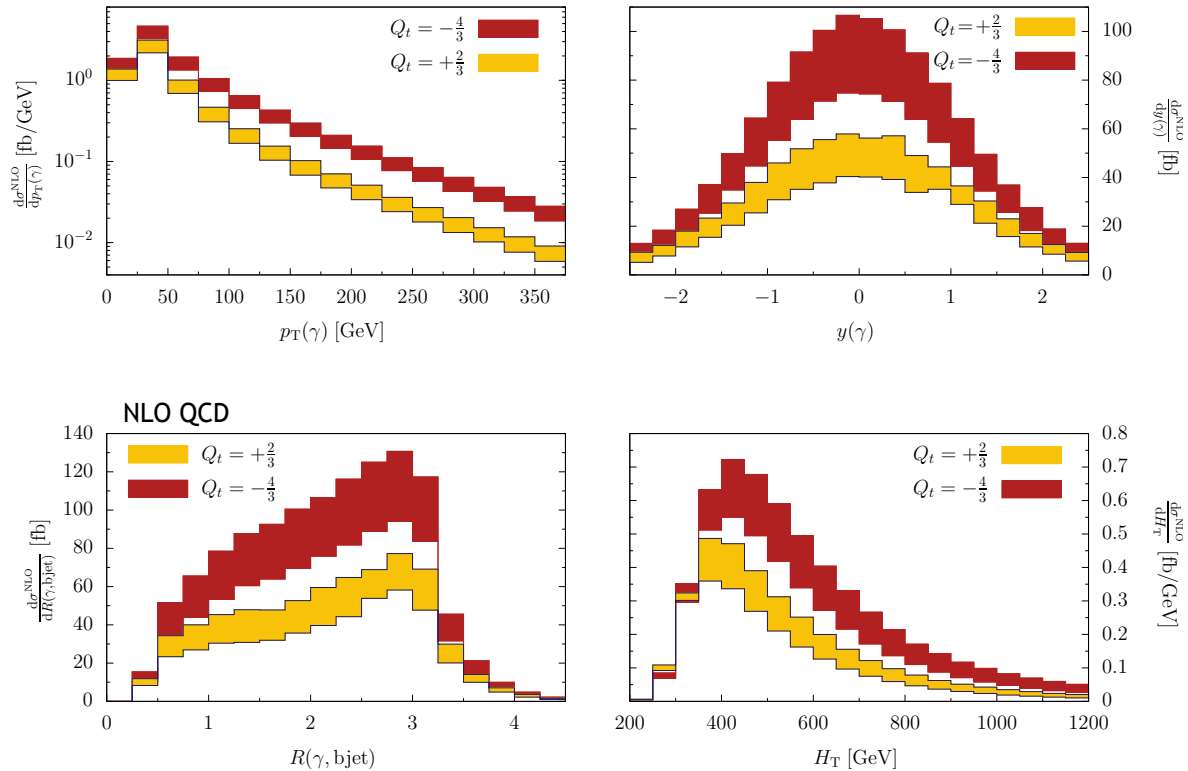 Q_t = −4/3
Q_t = +2/3
10^0
10^−1
10^−2
dσ^NLO/dp_T(γ) [fb/GeV]
0 50 100 150 200 250 300 350
p_T(γ) [GeV]
Q_t = +2/3
Q_t = −4/3
100
80
60
40
20
0
dσ^NLO/dy(γ) [fb]
−2 −1 0 1 2
y(γ)
NLO QCD
Q_t = +2/3
Q_t = −4/3
140
120
100
80
60
40
20
0
dσ^NLO/dR(γ,bjet) [fb]
0 1 2 3 4
R(γ, bjet)
Q_t = +2/3
Q_t = −4/3
0.8
0.7
0.6
0.5
0.4
0.3
0.2
0.1
0
dσ^NLO/dH_T [fb/GeV]
200 400 600 800 1000 1200
H_T [GeV]